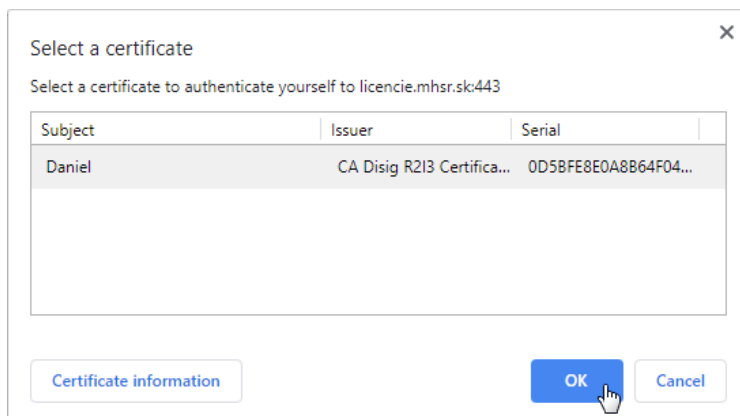 Select a certificate
Select a certificate to authenticate yourself to licencie.mhsr.sk:443
Subject Issuer Serial
Daniel CA Disig R2I3 Certifica... 0D5BFE8E0A8B64F04...
Certificate information OK Cancel